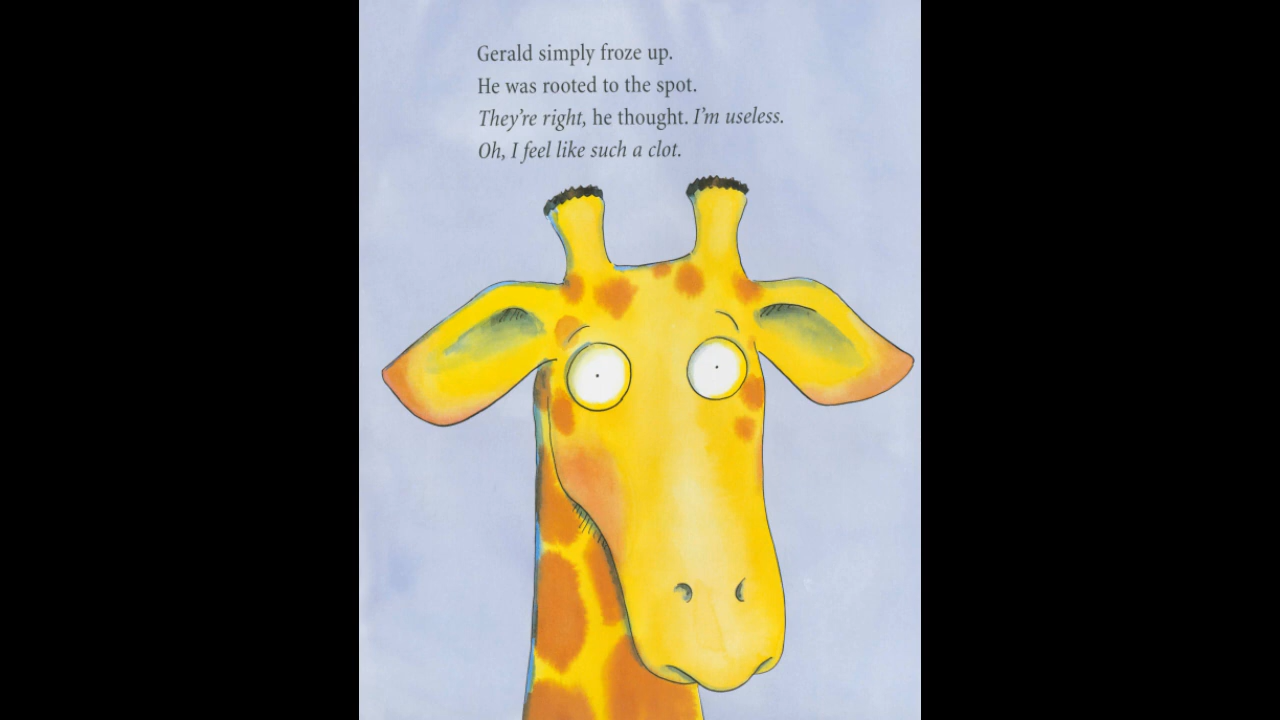 Gerald simply froze up.
He was rooted to the spot.
They're right, he thought. I'm useless.
Oh, I feel like such a clot.